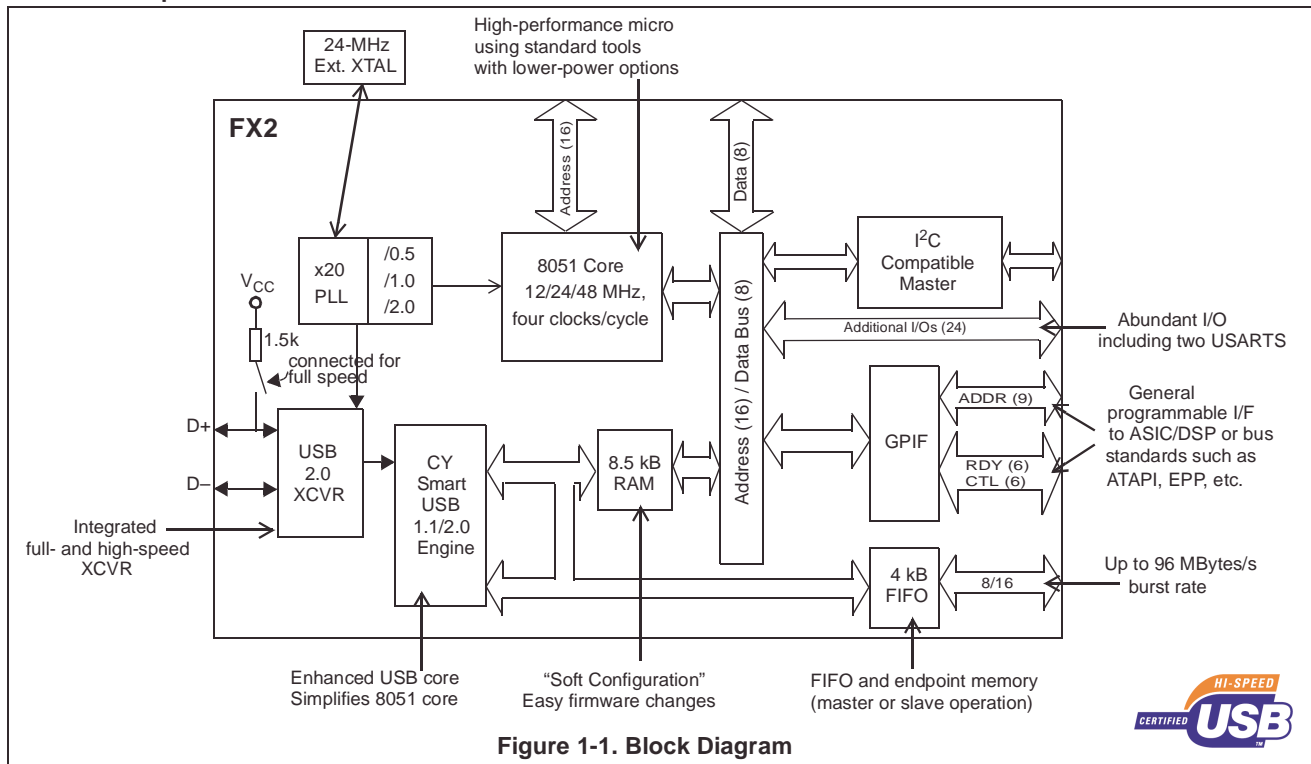 24-MHz
Ext. XTAL
High-performance micro
using standard tools
with lower-power options
FX2
Address (16)
Data (8)
x20
PLL
/0.5
/1.0
/2.0
8051 Core
12/24/48 MHz,
four clocks/cycle
Address (16) / Data Bus (8)
I2C
Compatible
Master
VCC
1.5k
connected for
full speed
Additional I/Os (24)
Abundant I/O
including two USARTS
D+
D–
USB
2.0
XCVR
CY
Smart
USB
1.1/2.0
Engine
8.5 kB
RAM
GPIF
ADDR (9)
RDY (6)
CTL (6)
General
programmable I/F
to ASIC/DSP or bus
standards such as
ATAPI, EPP, etc.
Integrated
full- and high-speed
XCVR
4 kB
FIFO
8/16
Up to 96 MBytes/s
burst rate
Enhanced USB core
Simplifies 8051 core
“Soft Configuration”
Easy firmware changes
FIFO and endpoint memory
(master or slave operation)
HI-SPEED
CERTIFIED
USB
TM
Figure 1-1. Block Diagram